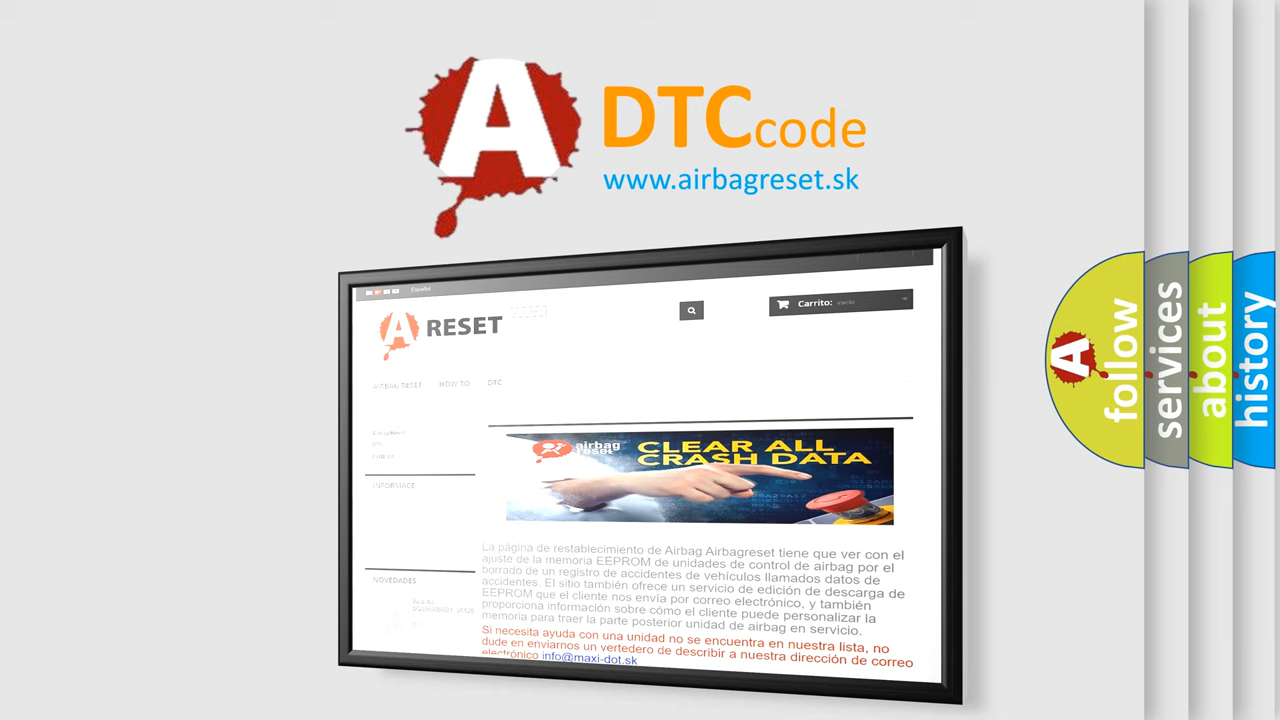 A DTCcode
www.airbagreset.sk
Español
A RESET
Carrito: vacío
AIRBAG RESET HOW TO DTC
Airbag Reset
INFORMACE
airbag
reset
CLEAR ALL
CRASH DATA
NOVEDADES
La página de restablecimiento de Airbag Airbagreset tiene que ver con el
ajuste de la memoria EEPROM de unidades de control de airbag por el
borrado de un registro de accidentes de vehículos llamados datos de
accidentes. El sitio también ofrece un servicio de edición de descarga de
EEPROM que el cliente nos envía por correo electrónico, y también
proporciona información sobre cómo el cliente puede personalizar la
memoria para traer la parte posterior unidad de airbag en servicio.
Si necesita ayuda con una unidad no se encuentra en nuestra lista, no
dude en enviarnos un vertedero de describir a nuestra dirección de correo
electrónico info@maxi-dot.sk
A follow
services
about
history